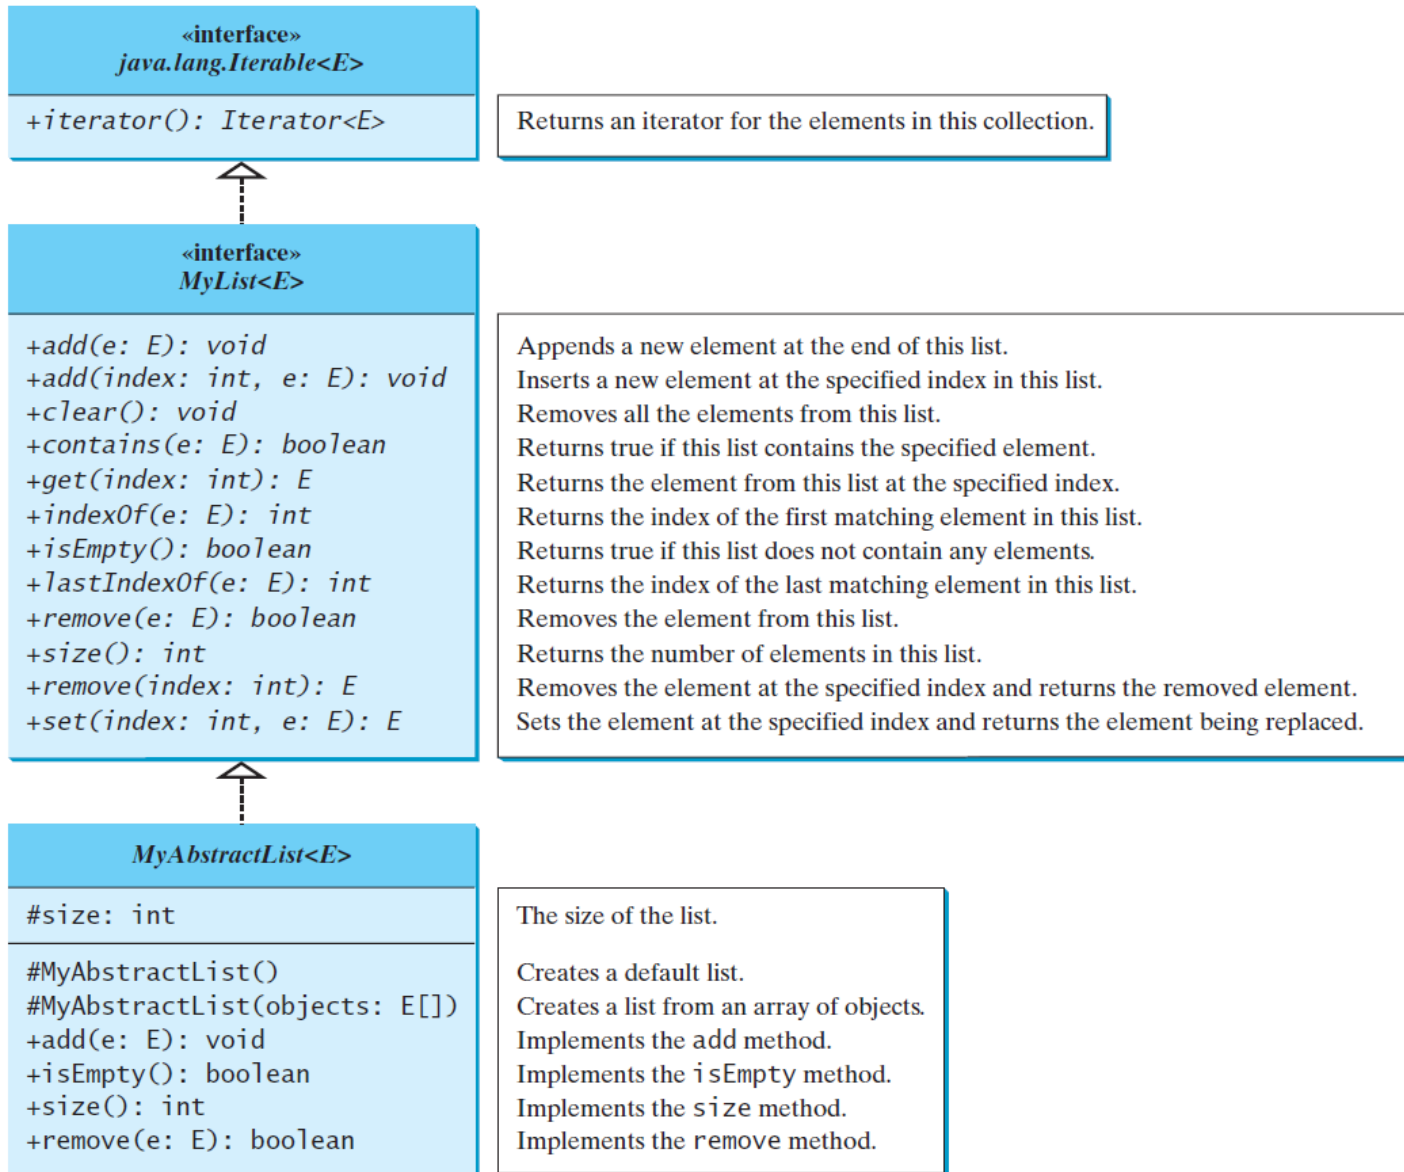 «interface»
java.lang.Iterable<E>
+iterator(): Iterator<E>
Returns an iterator for the elements in this collection.
«interface»
MyList<E>
+add(e: E): void
Appends a new element at the end of this list.
+add(index: int, e: E): void
Inserts a new element at the specified index in this list.
+clear(): void
Removes all the elements from this list.
+contains(e: E): boolean
Returns true if this list contains the specified element.
+get(index: int): E
Returns the element from this list at the specified index.
+indexOf(e: E): int
Returns the index of the first matching element in this list.
+isEmpty(): boolean
Returns true if this list does not contain any elements.
+lastIndexOf(e: E): int
Returns the index of the last matching element in this list.
+remove(e: E): boolean
Removes the element from this list.
+size(): int
Returns the number of elements in this list.
+remove(index: int): E
Removes the element at the specified index and returns the removed element.
+set(index: int, e: E): E
Sets the element at the specified index and returns the element being replaced.
MyAbstractList<E>
#size: int
The size of the list.
#MyAbstractList()
Creates a default list.
#MyAbstractList(objects: E[])
Creates a list from an array of objects.
+add(e: E): void
Implements the add method.
+isEmpty(): boolean
Implements the isEmpty method.
+size(): int
Implements the size method.
+remove(e: E): boolean
Implements the remove method.